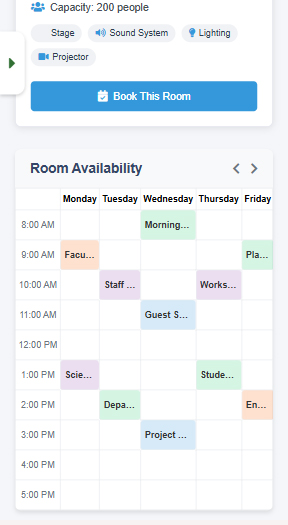 Capacity: 200 people
Stage Sound System Lighting
Projector
Book This Room
Room Availability
Monday Tuesday Wednesday Thursday Friday
8:00 AM Morning...
9:00 AM Facu... Pla...
10:00 AM Staff ... Works...
11:00 AM Guest S...
12:00 PM
1:00 PM Scie... Stude...
2:00 PM Depa... En...
3:00 PM Project ...
4:00 PM
5:00 PM